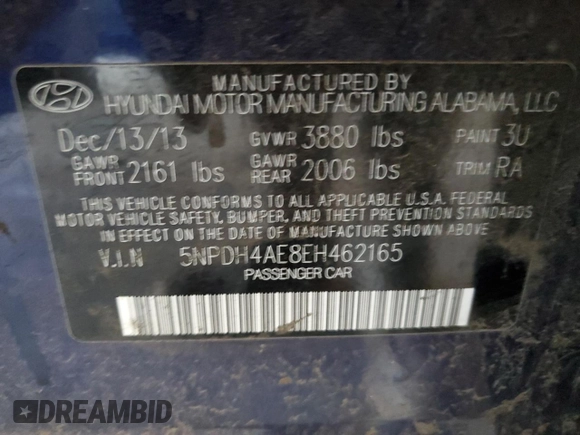 MANUFACTURED BY
HYUNDAI MOTOR MANUFACTURING ALABAMA, LLC
Dec/13/13 GVWR 3880 lbs PAINT 3U
GAWR FRONT 2161 lbs GAWR REAR 2006 lbs TRIM RA
THIS VEHICLE CONFORMS TO ALL APPLICABLE U.S.A. FEDERAL
MOTOR VEHICLE SAFETY, BUMPER, AND THEFT PREVENTION
STANDARDS IN EFFECT ON THE DATE OF MANUFACTURE SHOWN ABOVE.
V.I.N 5NPDH4AE8EH462165
PASSENGER CAR
DREAMBID